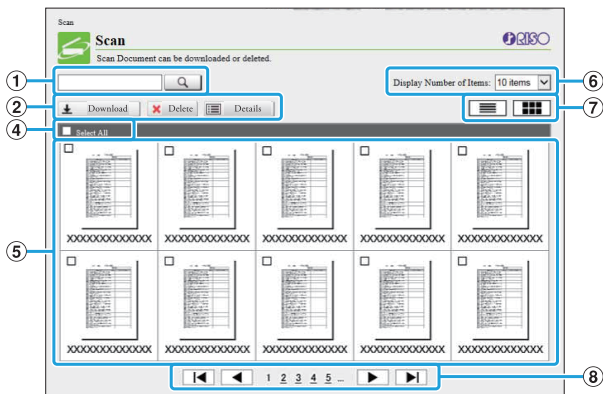 Scan
Scan
RISO
Scan Document can be downloaded or deleted.
1
Display Number of Items: 10 items
6
2
Download
Delete
Details
7
4
Select All
XXXXXXXXXXXXX XXXXXXXXXXXXX XXXXXXXXXXXXX XXXXXXXXXXXXX XXXXXXXXXXXXX
5
XXXXXXXXXXXXX XXXXXXXXXXXXX XXXXXXXXXXXXX XXXXXXXXXXXXX XXXXXXXXXXXXX
1 2 3 4 5 ...
8